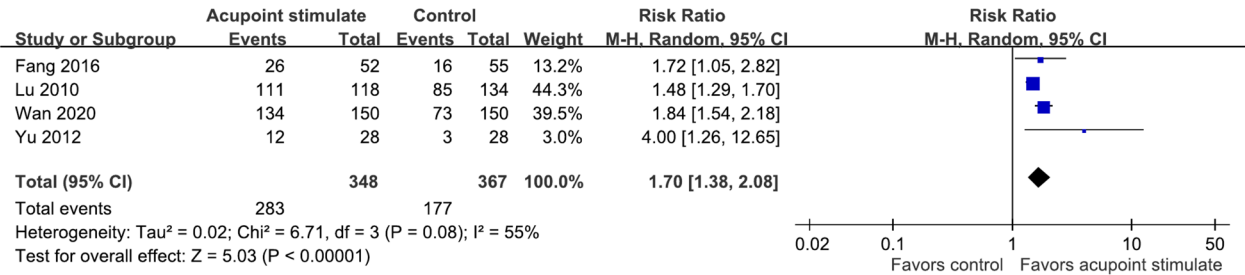 Acupoint stimulate Control Risk Ratio Risk Ratio
Study or Subgroup Events Total Events Total Weight M-H, Random, 95% CI M-H, Random, 95% CI
Fang 2016 26 52 16 55 13.2% 1.72 [1.05, 2.82]
Lu 2010 111 118 85 134 44.3% 1.48 [1.29, 1.70]
Wan 2020 134 150 73 150 39.5% 1.84 [1.54, 2.18]
Yu 2012 12 28 3 28 3.0% 4.00 [1.26, 12.65]
Total (95% CI) 348 367 100.0% 1.70 [1.38, 2.08]
Total events 283 177
Heterogeneity: Tau² = 0.02; Chi² = 6.71, df = 3 (P = 0.08); I² = 55%
Test for overall effect: Z = 5.03 (P < 0.00001)
0.02 0.1 1 10 50
Favors control Favors acupoint stimulate